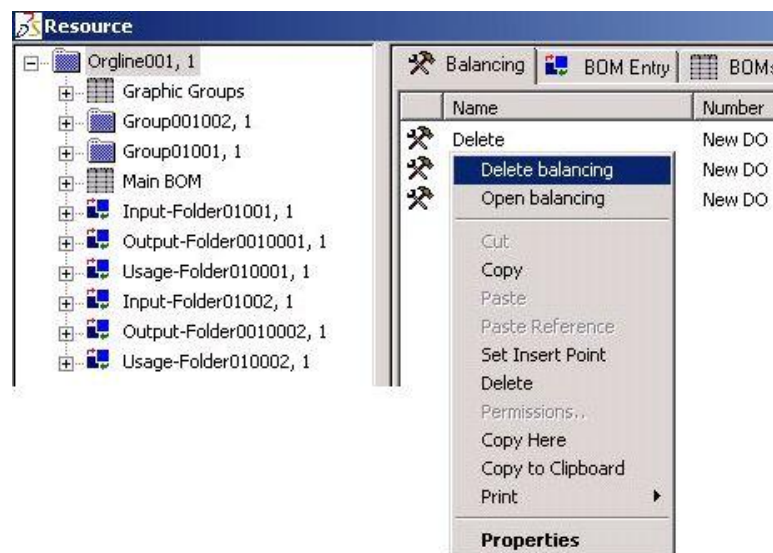 Resource
Orgline001, 1
Graphic Groups
Group001002, 1
Group01001, 1
Main BOM
Input-Folder01001, 1
Output-Folder0010001, 1
Usage-Folder010001, 1
Input-Folder01002, 1
Output-Folder0010002, 1
Usage-Folder010002, 1
Balancing BOM Entry BOMs
Name Number
Delete New DO
New DO
New DO
Delete balancing
Open balancing
Cut
Copy
Paste
Paste Reference
Set Insert Point
Delete
Permissions..
Copy Here
Copy to Clipboard
Print
Properties